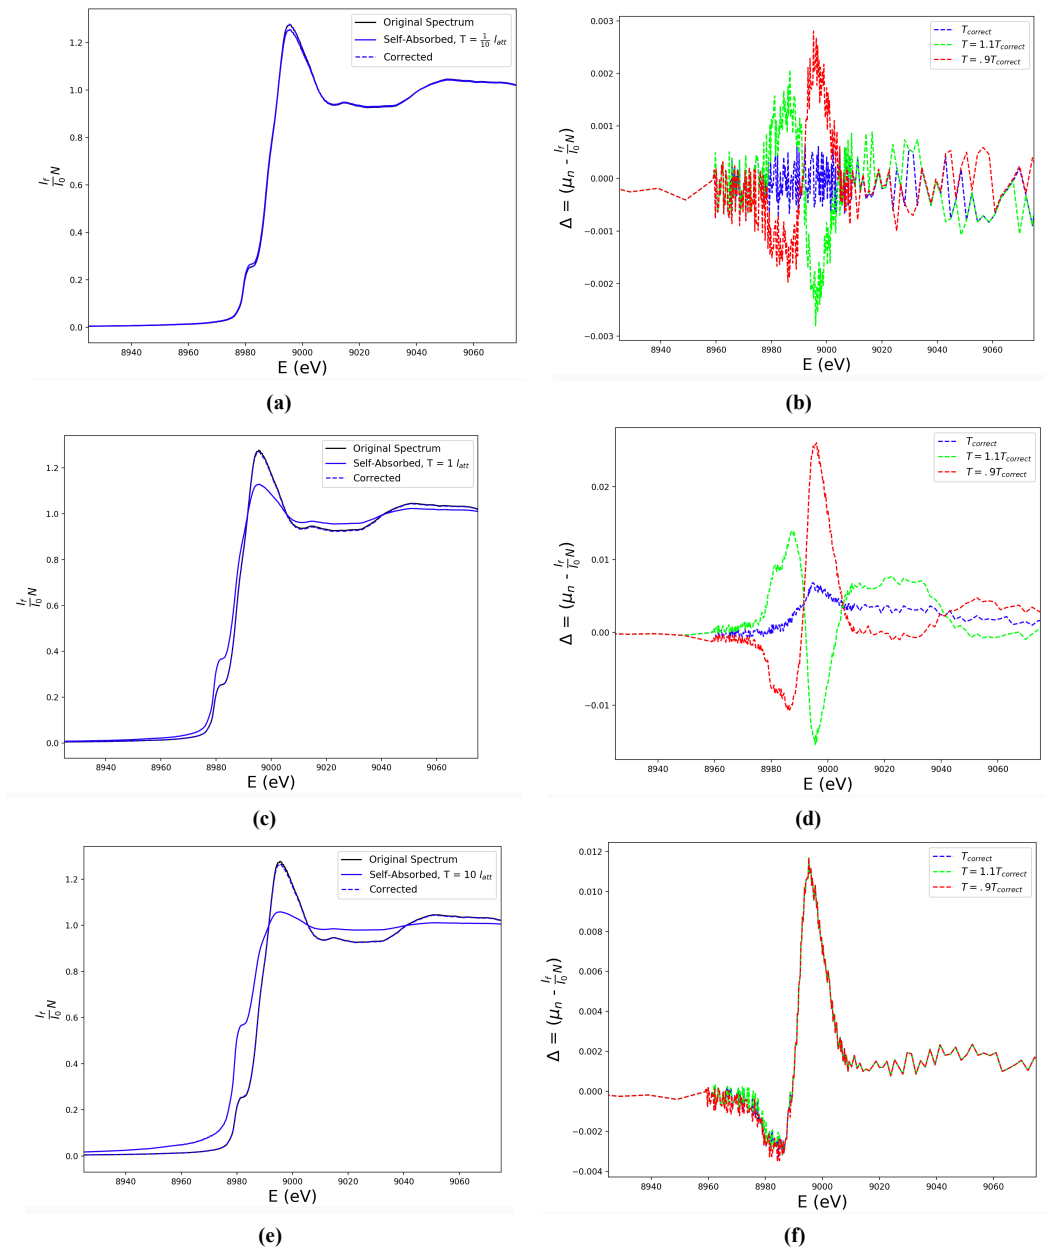 Original Spectrum
Self-Absorbed, T = 1/10 l_att
Corrected
I_f/I_0 N
1.2
1.0
0.8
0.6
0.4
0.2
0.0
8940 8960 8980 9000 9020 9040 9060
E (eV)
(a)
T_correct
T = 1.1T_correct
T = .9T_correct
Δ = (μ_n - I_f/I_0 N)
0.003
0.002
0.001
0.000
−0.001
−0.002
−0.003
8940 8960 8980 9000 9020 9040 9060
E (eV)
(b)
Original Spectrum
Self-Absorbed, T = 1 l_att
Corrected
I_f/I_0 N
1.2
1.0
0.8
0.6
0.4
0.2
0.0
8940 8960 8980 9000 9020 9040 9060
E (eV)
(c)
T_correct
T = 1.1T_correct
T = .9T_correct
Δ = (μ_n - I_f/I_0 N)
0.02
0.01
0.00
−0.01
8940 8960 8980 9000 9020 9040 9060
E (eV)
(d)
Original Spectrum
Self-Absorbed, T = 10 l_att
Corrected
I_f/I_0 N
1.2
1.0
0.8
0.6
0.4
0.2
0.0
8940 8960 8980 9000 9020 9040 9060
E (eV)
(e)
T_correct
T = 1.1T_correct
T = .9T_correct
Δ = (μ_n - I_f/I_0 N)
0.012
0.010
0.008
0.006
0.004
0.002
0.000
−0.002
−0.004
8940 8960 8980 9000 9020 9040 9060
E (eV)
(f)